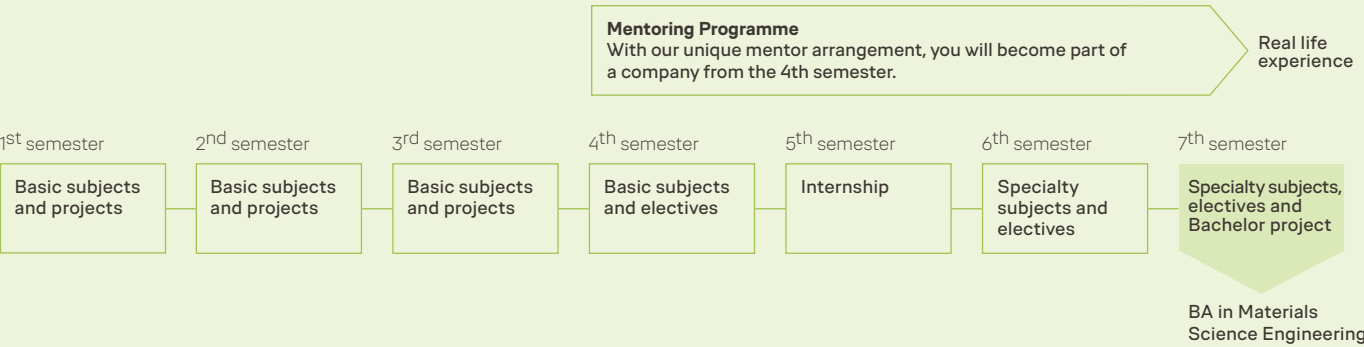 Mentoring Programme
With our unique mentor arrangement, you will become part of
a company from the 4th semester.
Real life
experience
1st semester
2nd semester
3rd semester
4th semester
5th semester
6th semester
7th semester
Basic subjects
and projects
Basic subjects
and projects
Basic subjects
and projects
Basic subjects
and electives
Internship
Specialty
subjects and
electives
Specialty subjects,
electives and
Bachelor project
BA in Materials
Science Engineering